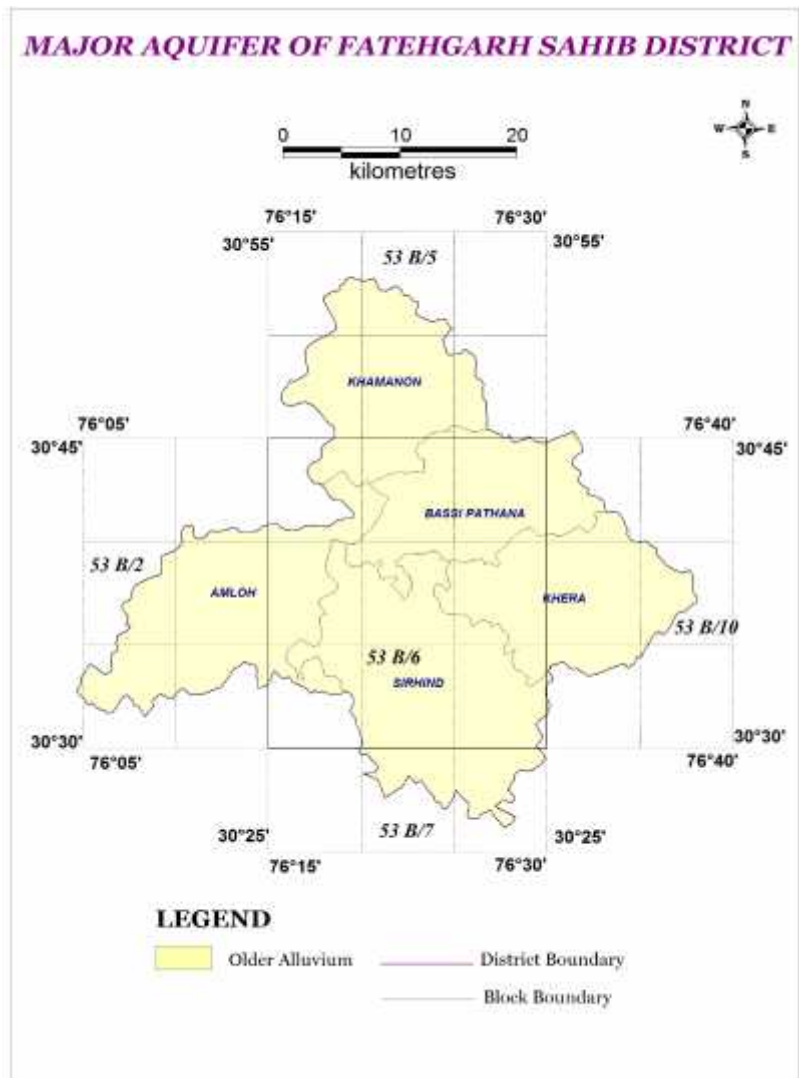 MAJOR AQUIFER OF FATEHGARH SAHIB DISTRICT
N
W E
S
0 10 20
kilometres
76°15' 76°30'
30°55' 30°55'
53 B/5
KHAMANON
76°05' 76°40'
30°45' 30°45'
BASSI PATHANA
53 B/2
AMLOH
KHERA
53 B/10
53 B/6
SIRHIND
30°30' 30°30'
76°05' 76°40'
53 B/7
30°25' 30°25'
76°15' 76°30'
LEGEND
Older Alluvium District Boundary
Block Boundary